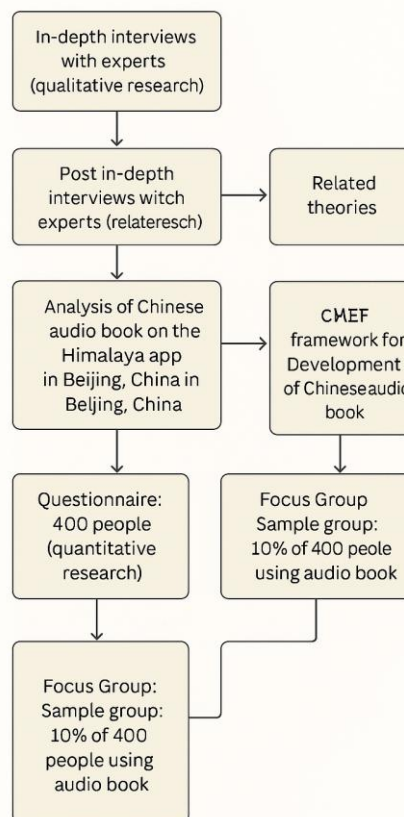 In-depth interviews
with experts
(qualitative research)
Post in-depth
interviews witch
experts (relateresch)
Related
theories
Analysis of Chinese
audio book on the
Himalaya app
in Beijing, China in
Beljing, China
CMEF
framework for
Development
of Chineseaudio
book
Questionnaire:
400 people
(quantitative
research)
Focus Group
Sample group:
10% of 400 peole
using audio book
Focus Group:
Sample group:
10% of 400
people using
audio book